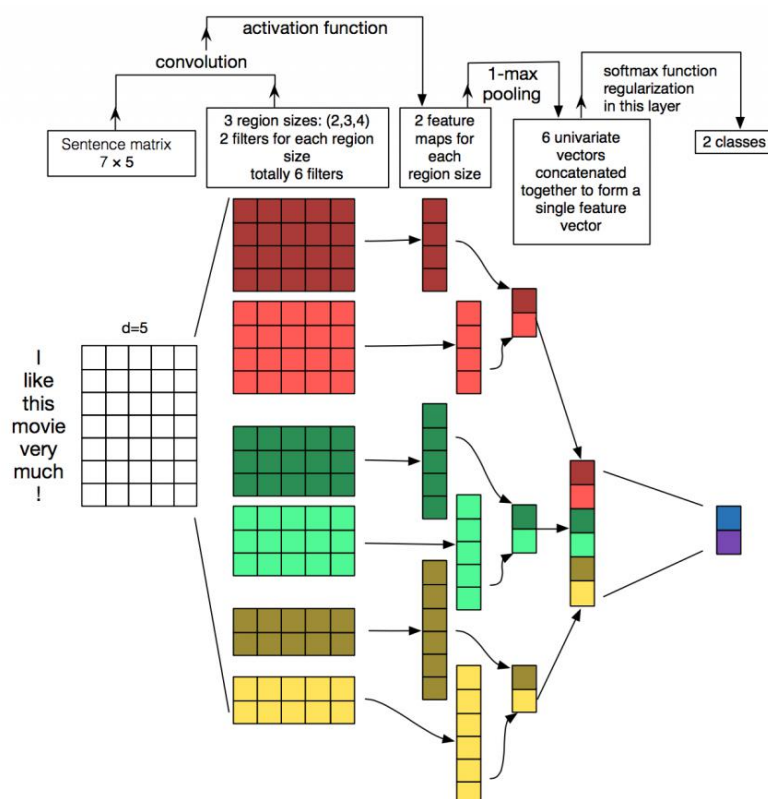 activation function
convolution
1-max
pooling
softmax function
regularization
in this layer
Sentence matrix
7 × 5
3 region sizes: (2,3,4)
2 filters for each region
size
totally 6 filters
2 feature
maps for
each
region size
6 univariate
vectors
concatenated
together to form a
single feature
vector
2 classes
d=5
I
like
this
movie
very
much
!